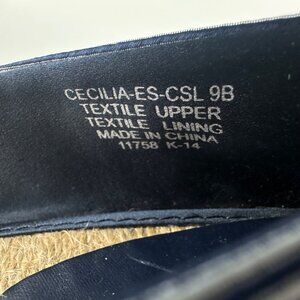 CECILIA-ES-CSL 9B
TEXTILE UPPER
TEXTILE LINING
MADE IN CHINA
11758 K-14